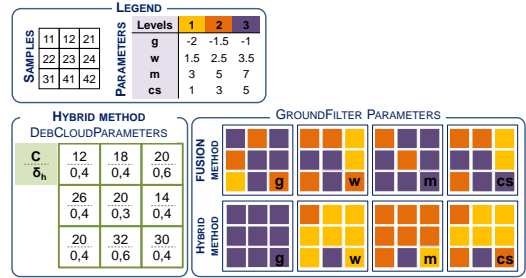 LEGEND
SAMPLES
11 12 21
22 23 24
31 41 42
PARAMETERS
Levels 1 2 3
g -2 -1.5 -1
w 1.5 2.5 3.5
m 3 5 7
cs 1 3 5
HYBRID METHOD
DEBCLOUDPARAMETERS
C 12 18 20
δh 0,4 0,4 0,6
26 20 14
0,4 0,3 0,4
20 32 30
0,4 0,6 0,4
GROUNDFILTER PARAMETERS
FUSION
METHOD
g w m cs
HYBRID
METHOD
g w m cs